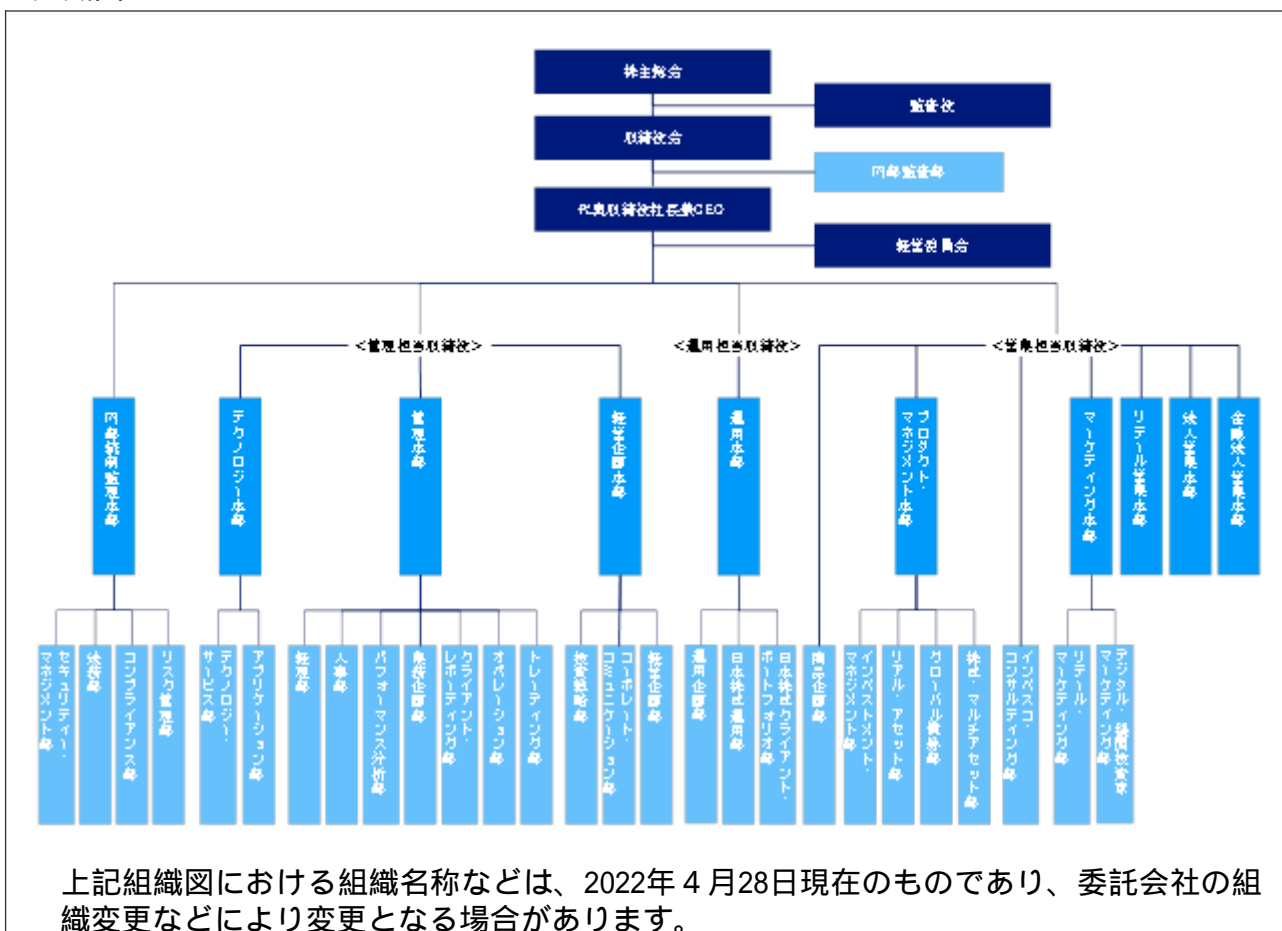 株主総会
監査役
取締役会
内部監査部
代表取締役社長兼CEO
経営委員会
<管理担当取締役>
<運用担当取締役>
<営業担当取締役>
内部統制監理本部
テクノロジー本部
管理本部
経営企画本部
運用本部
プロダクト・
マネジメント本部
マーケティング本部
リテール営業本部
法人営業本部
金融法人営業本部
セキュリティー・
マネジメント部
法務部
コンプライアンス部
リスク管理部
テクノロジー・
サービス部
アプリケーション部
経理部
人事部
パフォーマンス分析部
クライアント・
レポーティング部
オペレーション部
トレーディング部
投資戦略部
コーポレート・
コミュニケーション部
経営企画部
運用企画部
日本株式運用部
日本株式クライアント・
ポートフォリオ部
商品企画部
インベストメント・
マネジメント部
リアル・アセット部
グローバル債券部
株式・マルチアセット部
インベスコ・
コンサルティング部
リテール・
マーケティング部
デジタル・機関投資家
マーケティング部
上記組織図における組織名称などは、2022年4月28日現在のものであり、委託会社の組
織変更などにより変更となる場合があります。